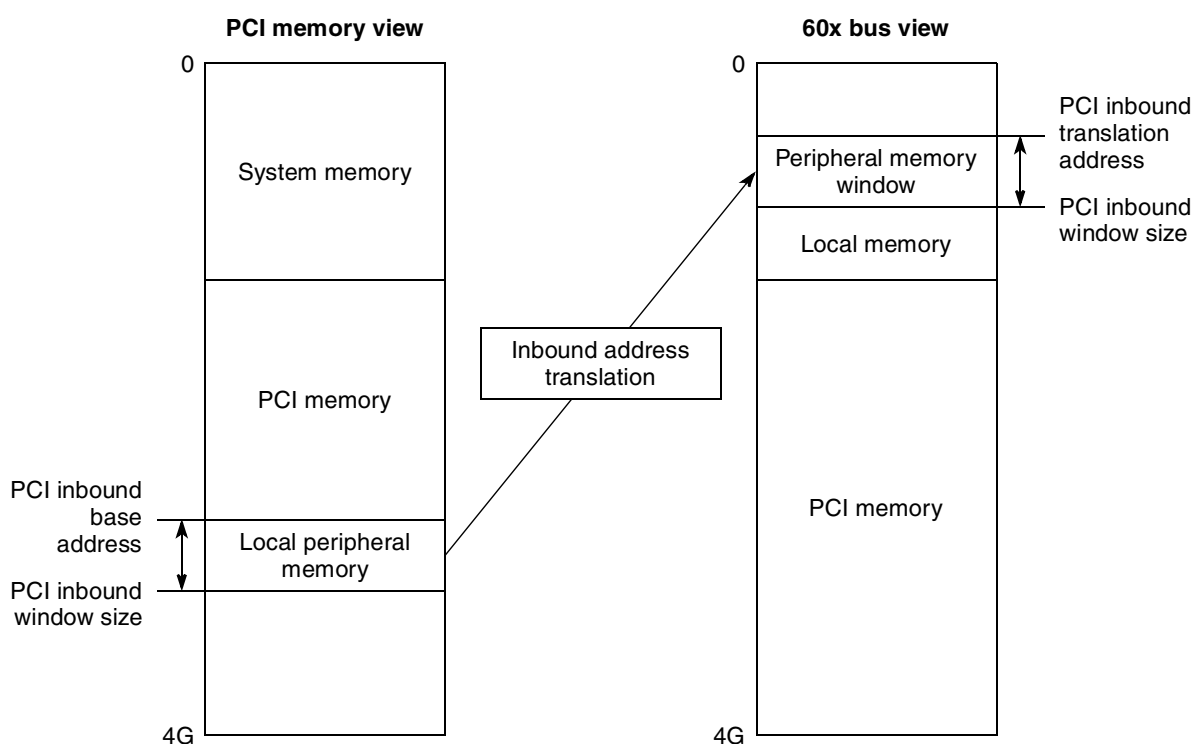 PCI memory view
0
System memory
PCI memory
PCI inbound
base
address
Local peripheral
memory
PCI inbound
window size
4G
Inbound address
translation
60x bus view
0
PCI inbound
translation
address
Peripheral memory
window
PCI inbound
window size
Local memory
PCI memory
4G